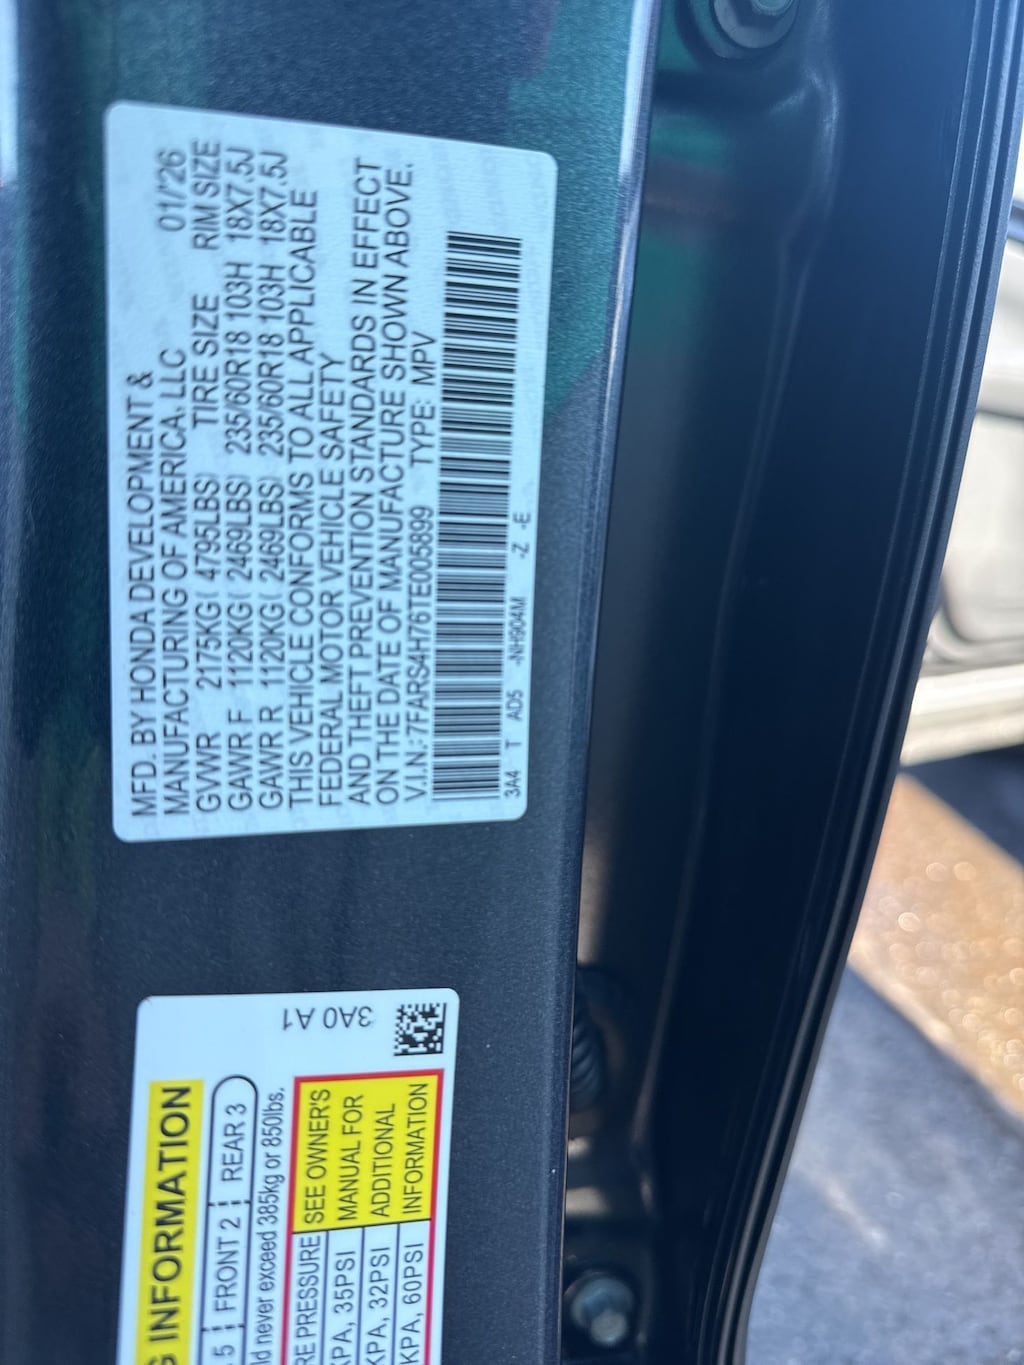 MFD. BY HONDA DEVELOPMENT &
MANUFACTURING OF AMERICA, LLC 01/'26
GVWR 2175KG( 4795LBS) TIRE SIZE RIM SIZE
GAWR F 1120KG( 2469LBS) 235/60R18 103H 18X7.5J
GAWR R 1120KG( 2469LBS) 235/60R18 103H 18X7.5J
THIS VEHICLE CONFORMS TO ALL APPLICABLE
FEDERAL MOTOR VEHICLE SAFETY
AND THEFT PREVENTION STANDARDS IN EFFECT
ON THE DATE OF MANUFACTURE SHOWN ABOVE.
V.I.N.:7FARS4H76TE005899 TYPE: MPV
3A4 T AD5 -NH904M -Z -E
3A0 A1
G INFORMATION
5 FRONT 2 REAR 3
ld never exceed 385kg or 850lbs.
RE PRESSURE
KPA, 35PSI
KPA, 32PSI
KPA, 60PSI
SEE OWNER'S
MANUAL FOR
ADDITIONAL
INFORMATION